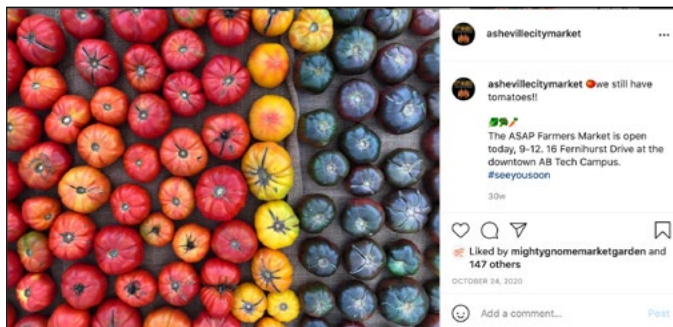 ashevillecitymarket
ashevillecitymarket 🍅we still have
tomatoes!!
🥬🥦🥕
The ASAP Farmers Market is open
today, 9-12. 16 Fernihurst Drive at the
downtown AB Tech Campus.
#seeyousoon
30w
Liked by mightygnomemarketgarden and
147 others
OCTOBER 24, 2020
Add a comment...
Post